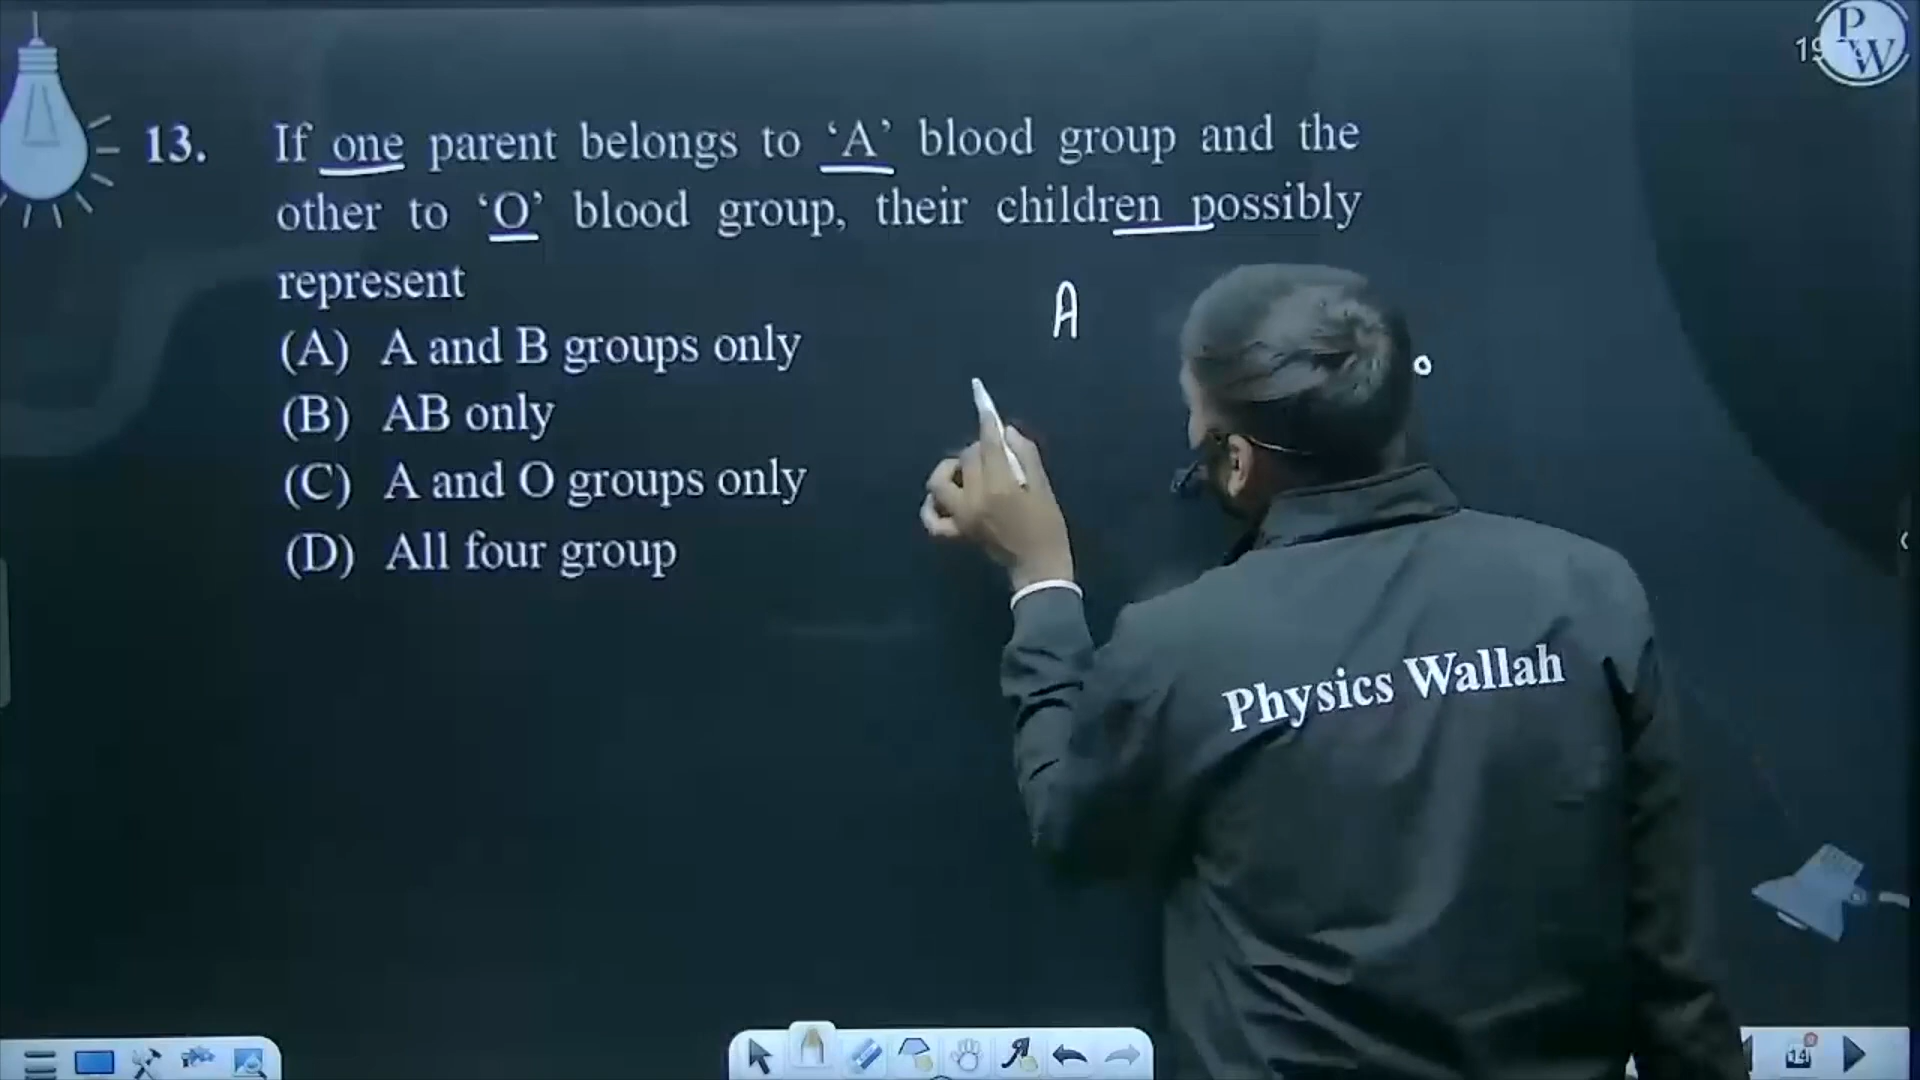 P
W
13. If one parent belongs to ‘A’ blood group and the
other to ‘O’ blood group, their children possibly
represent
(A) A and B groups only
(B) AB only
(C) A and O groups only
(D) All four group
A
o
Physics Wallah